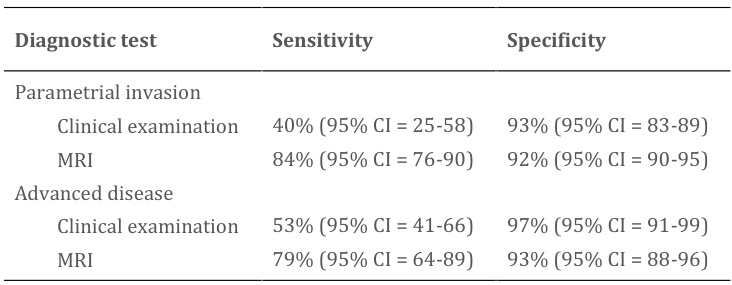 Diagnostic test Sensitivity Specificity
Parametrial invasion
Clinical examination 40% (95% CI = 25-58) 93% (95% CI = 83-89)
MRI 84% (95% CI = 76-90) 92% (95% CI = 90-95)
Advanced disease
Clinical examination 53% (95% CI = 41-66) 97% (95% CI = 91-99)
MRI 79% (95% CI = 64-89) 93% (95% CI = 88-96)